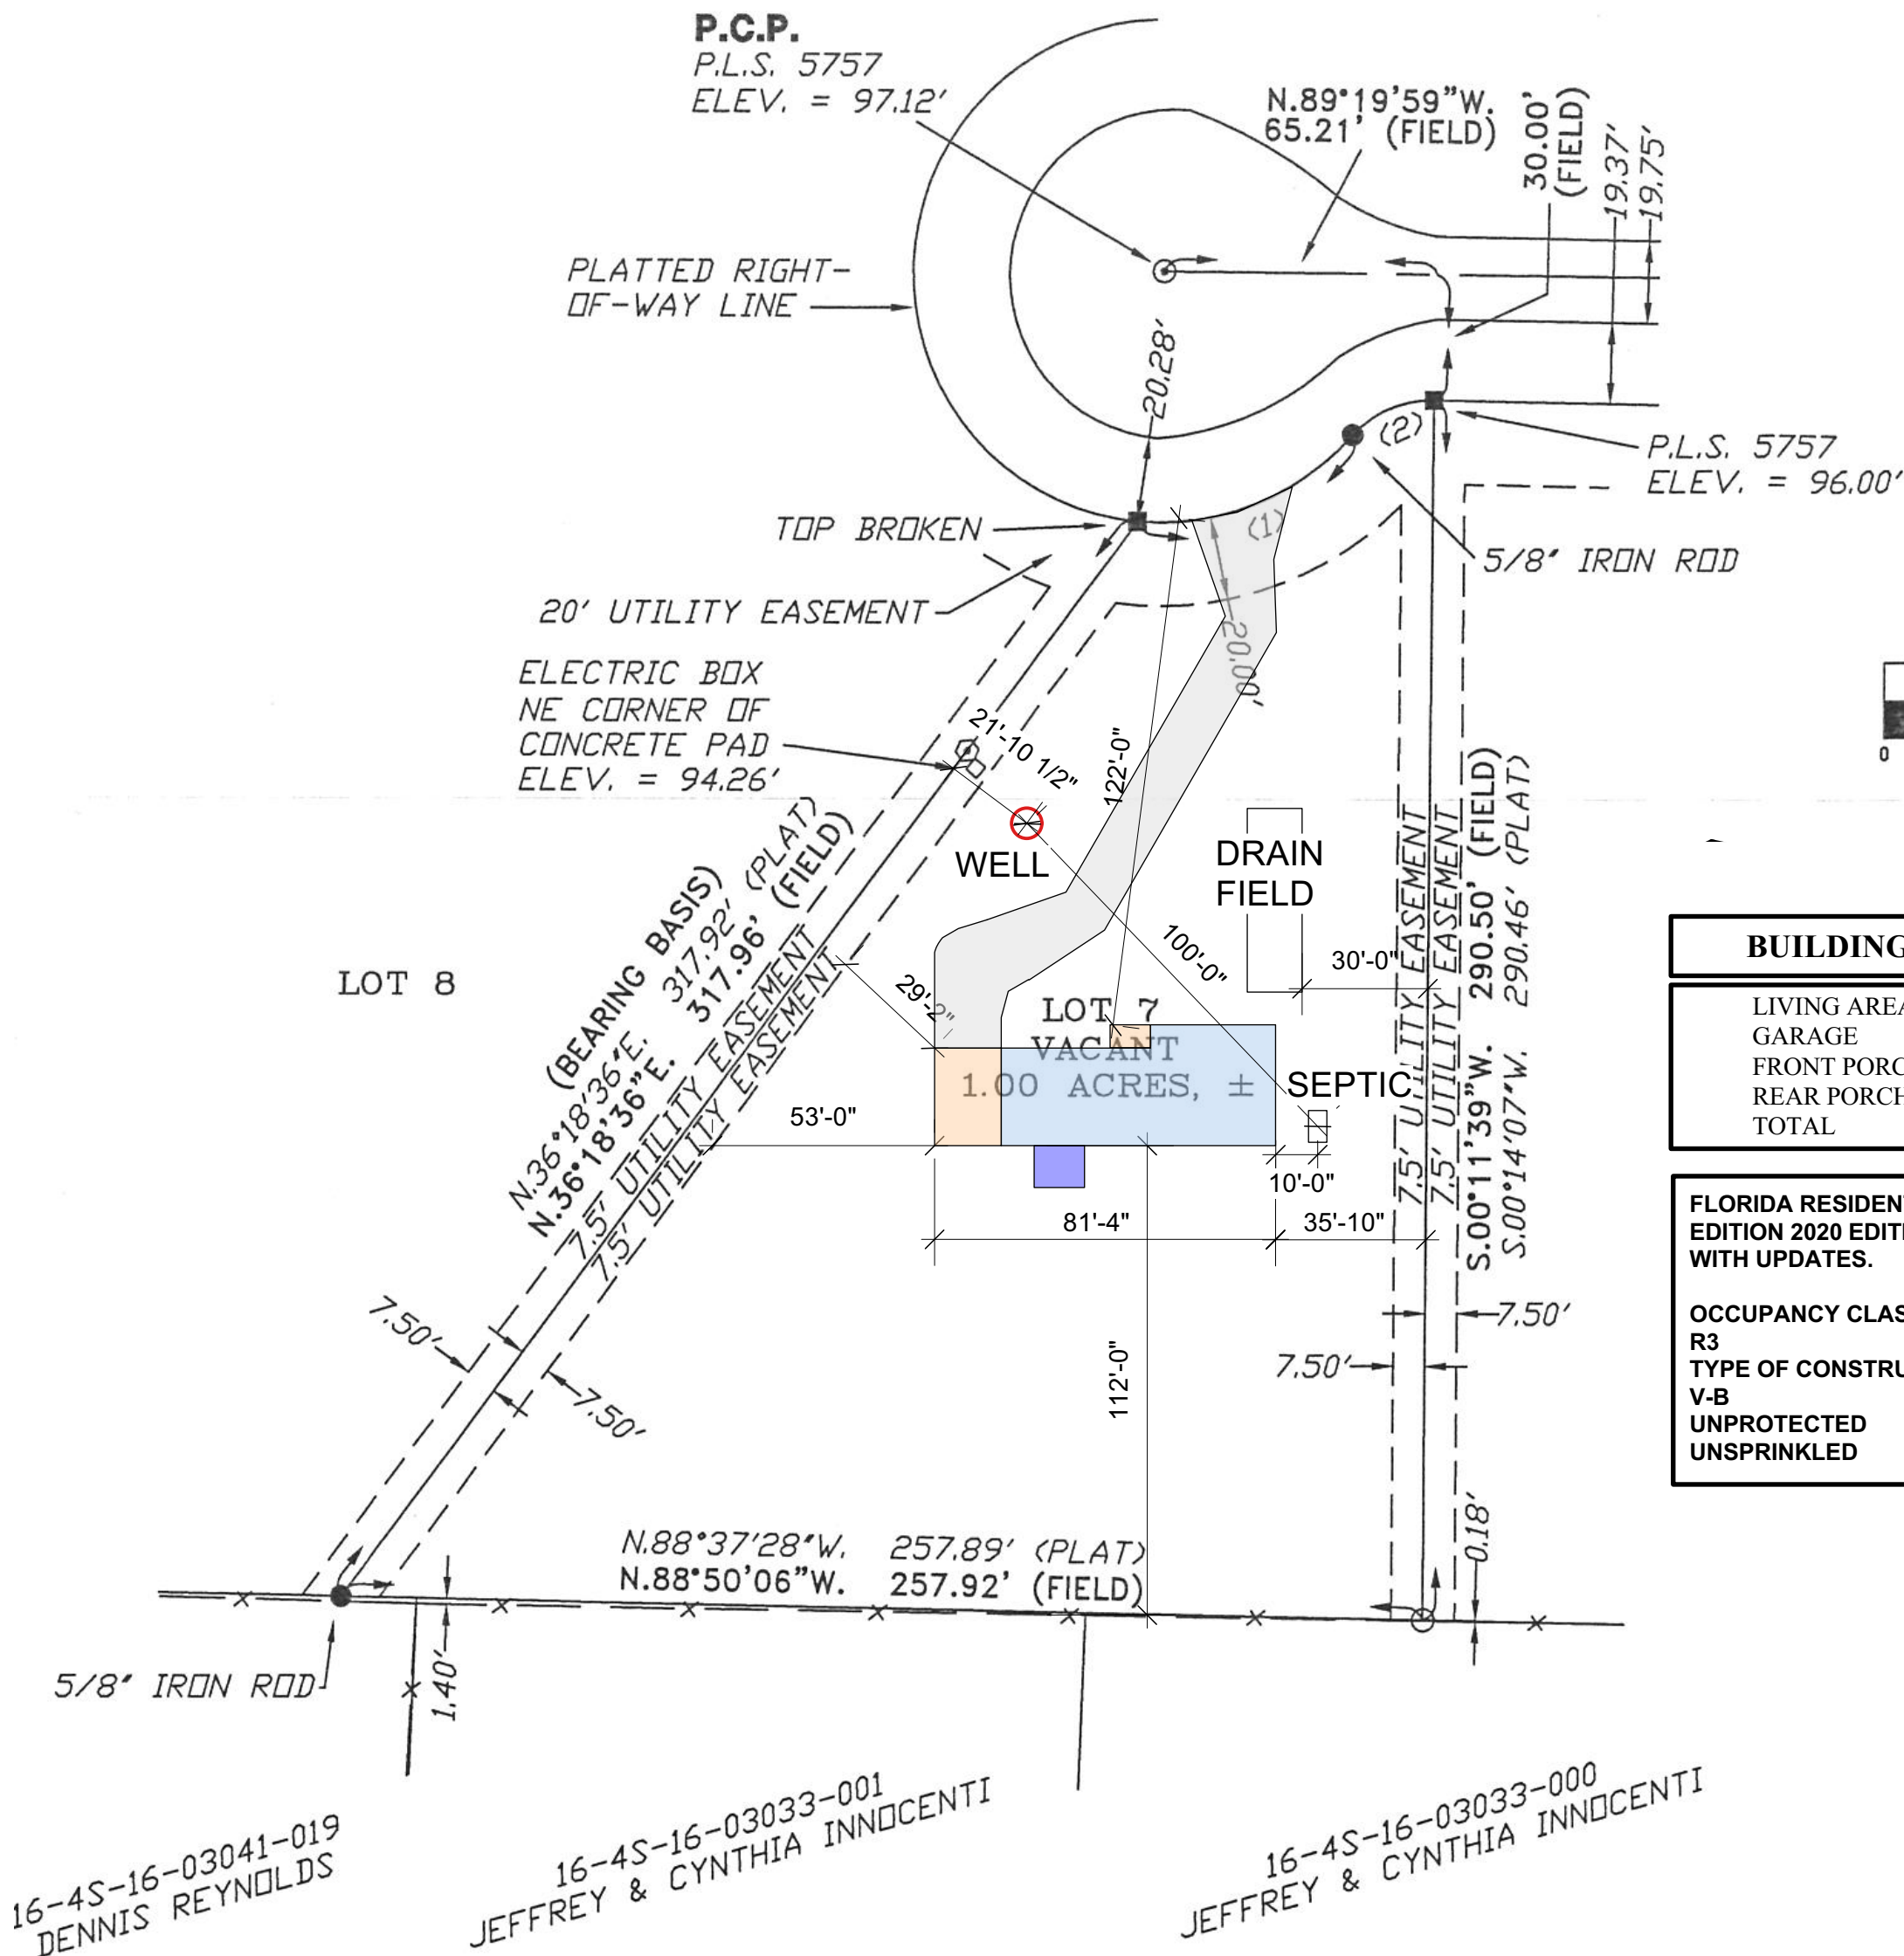 P.C.P.
P.L.S. 5757
ELEV. = 97.12'
N.89°19'59"W.
65.21' (FIELD)
30.00'
(FIELD)
19.37'
19.75'
PLATTED RIGHT-
OF-WAY LINE
20.28'
(2)
P.L.S. 5757
ELEV. = 96.00'
TOP BROKEN
(1)
5/8" IRON ROD
20' UTILITY EASEMENT
20.00'
ELECTRIC BOX
NE CORNER OF
CONCRETE PAD
ELEV. = 94.26'
21'-10 1/2"
122'-0"
0
WELL
DRAIN
FIELD
LOT 8
(BEARING BASIS)
N.36°18'36"E. 317.92' (PLAT)
N.36°18'36"E. 317.96' (FIELD)
7.5' UTILITY EASEMENT
7.5' UTILITY EASEMENT
29'-2"
100'-0"
30'-0"
7.5' UTILITY EASEMENT
7.5' UTILITY EASEMENT
S.00°11'39"W. 290.50' (FIELD)
S.00°14'07"W. 290.46' (PLAT)
LOT 7
VACANT
1.00 ACRES, ±
SEPTIC
53'-0"
10'-0"
81'-4"
35'-10"
112'-0"
7.50'
7.50'
7.50'
7.50'
BUILDING
LIVING AREA
GARAGE
FRONT PORC
REAR PORCH
TOTAL
FLORIDA RESIDEN
EDITION 2020 EDITI
WITH UPDATES.
OCCUPANCY CLAS
R3
TYPE OF CONSTRU
V-B
UNPROTECTED
UNSPRINKLED
N.88°37'28"W. 257.89' (PLAT)
N.88°50'06"W. 257.92' (FIELD)
0.18'
5/8" IRON ROD
1.40'
16-4S-16-03041-019
DENNIS REYNOLDS
16-4S-16-03033-001
JEFFREY & CYNTHIA INNOCENTI
16-4S-16-03033-000
JEFFREY & CYNTHIA INNOCENTI